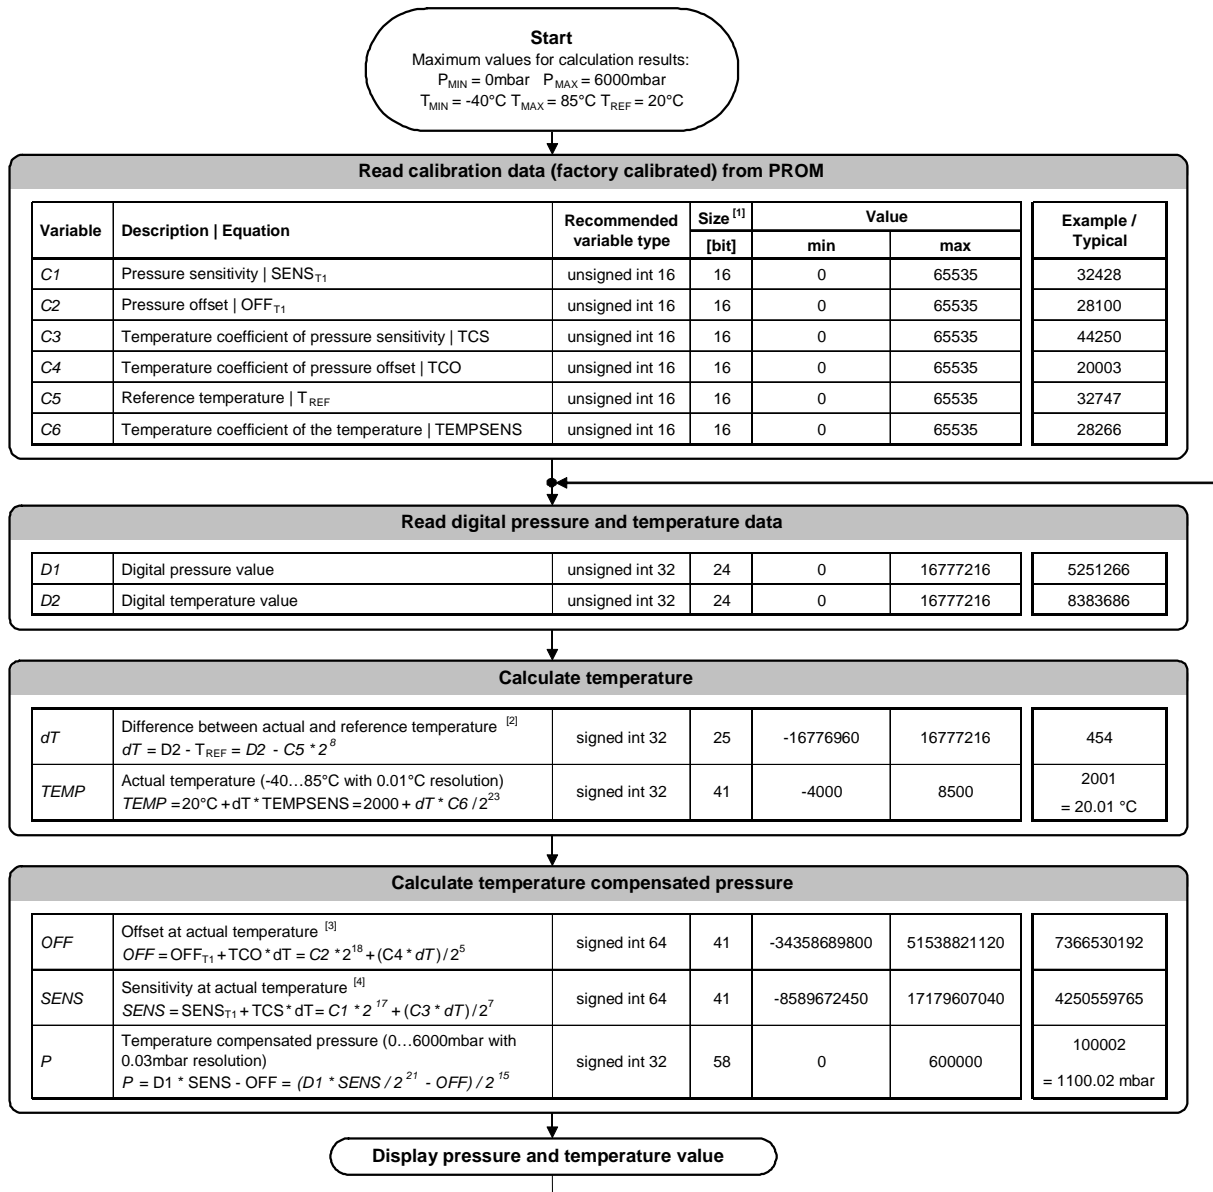 Start
Maximum values for calculation results:
P_MIN = 0mbar P_MAX = 6000mbar
T_MIN = -40°C T_MAX = 85°C T_REF = 20°C
Read calibration data (factory calibrated) from PROM
Variable | Description | Equation | Recommended variable type | Size [1] [bit] | Value min | max | Example / Typical
C1 Pressure sensitivity | SENS_T1 unsigned int 16 16 0 65535 32428
C2 Pressure offset | OFF_T1 unsigned int 16 16 0 65535 28100
C3 Temperature coefficient of pressure sensitivity | TCS unsigned int 16 16 0 65535 44250
C4 Temperature coefficient of pressure offset | TCO unsigned int 16 16 0 65535 20003
C5 Reference temperature | T_REF unsigned int 16 16 0 65535 32747
C6 Temperature coefficient of the temperature | TEMPSENS unsigned int 16 16 0 65535 28266
Read digital pressure and temperature data
D1 Digital pressure value unsigned int 32 24 0 16777216 5251266
D2 Digital temperature value unsigned int 32 24 0 16777216 8383686
Calculate temperature
dT Difference between actual and reference temperature [2]
dT = D2 - T_REF = D2 - C5 * 2^8 signed int 32 25 -16776960 16777216 454
TEMP Actual temperature (-40…85°C with 0.01°C resolution)
TEMP = 20°C + dT * TEMPSENS = 2000 + dT * C6 / 2^23 signed int 32 41 -4000 8500 2001
= 20.01 °C
Calculate temperature compensated pressure
OFF Offset at actual temperature [3]
OFF = OFF_T1 + TCO * dT = C2 * 2^18 + (C4 * dT) / 2^5 signed int 64 41 -34358689800 51538821120 7366530192
SENS Sensitivity at actual temperature [4]
SENS = SENS_T1 + TCS * dT = C1 * 2^17 + (C3 * dT) / 2^7 signed int 64 41 -8589672450 17179607040 4250559765
P Temperature compensated pressure (0…6000mbar with
0.03mbar resolution)
P = D1 * SENS - OFF = (D1 * SENS / 2^21 - OFF) / 2^15 signed int 32 58 0 600000 100002
= 1100.02 mbar
Display pressure and temperature value